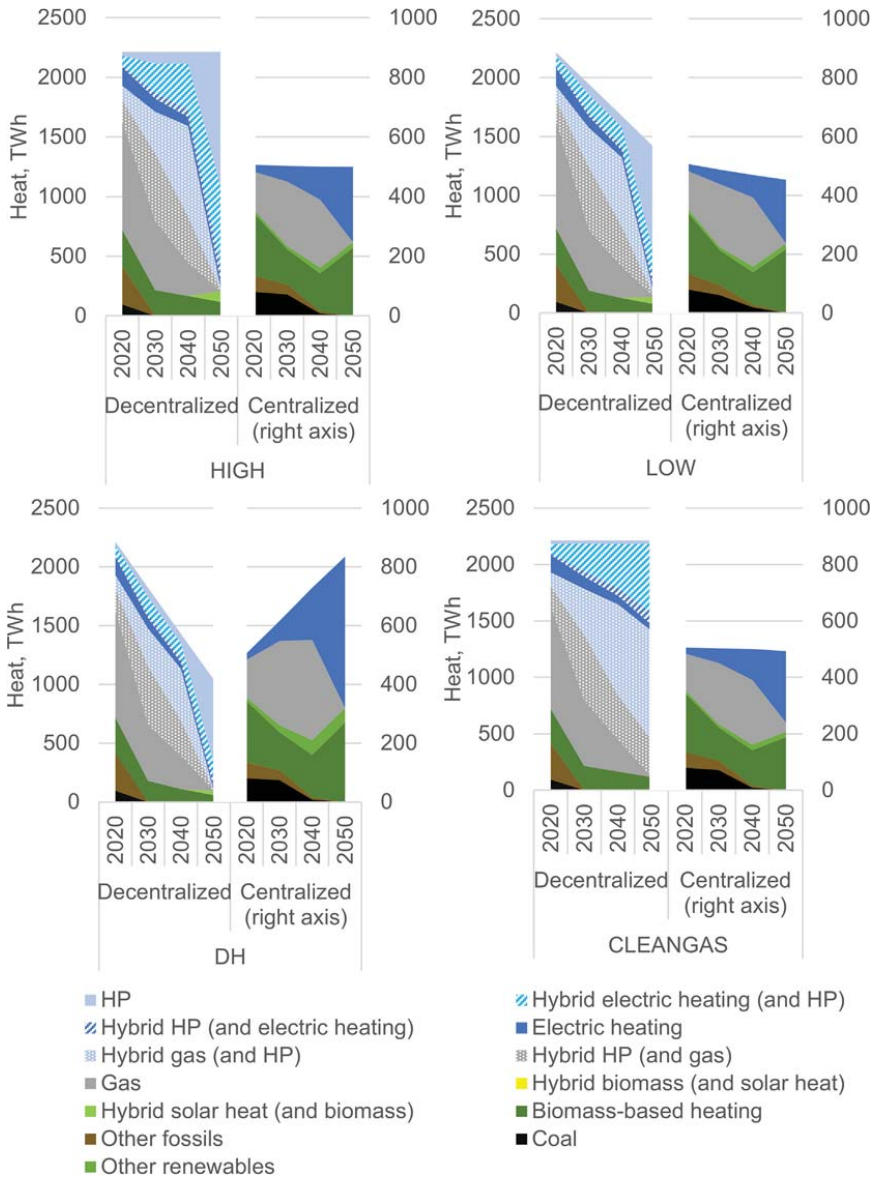 2500
1000
2000
800
1500
600
1000
400
500
200
0
0
Heat, TWh
2020
2030
2040
2050
2020
2030
2040
2050
Decentralized
Centralized
(right axis)
HIGH
2500
1000
2000
800
1500
600
1000
400
500
200
0
0
Heat, TWh
2020
2030
2040
2050
2020
2030
2040
2050
Decentralized
Centralized
(right axis)
LOW
2500
1000
2000
800
1500
600
1000
400
500
200
0
0
Heat, TWh
2020
2030
2040
2050
2020
2030
2040
2050
Decentralized
Centralized
(right axis)
DH
2500
1000
2000
800
1500
600
1000
400
500
200
0
0
Heat, TWh
2020
2030
2040
2050
2020
2030
2040
2050
Decentralized
Centralized
(right axis)
CLEANGAS
HP
Hybrid electric heating (and HP)
Hybrid HP (and electric heating)
Electric heating
Hybrid gas (and HP)
Hybrid HP (and gas)
Gas
Hybrid biomass (and solar heat)
Hybrid solar heat (and biomass)
Biomass-based heating
Other fossils
Coal
Other renewables